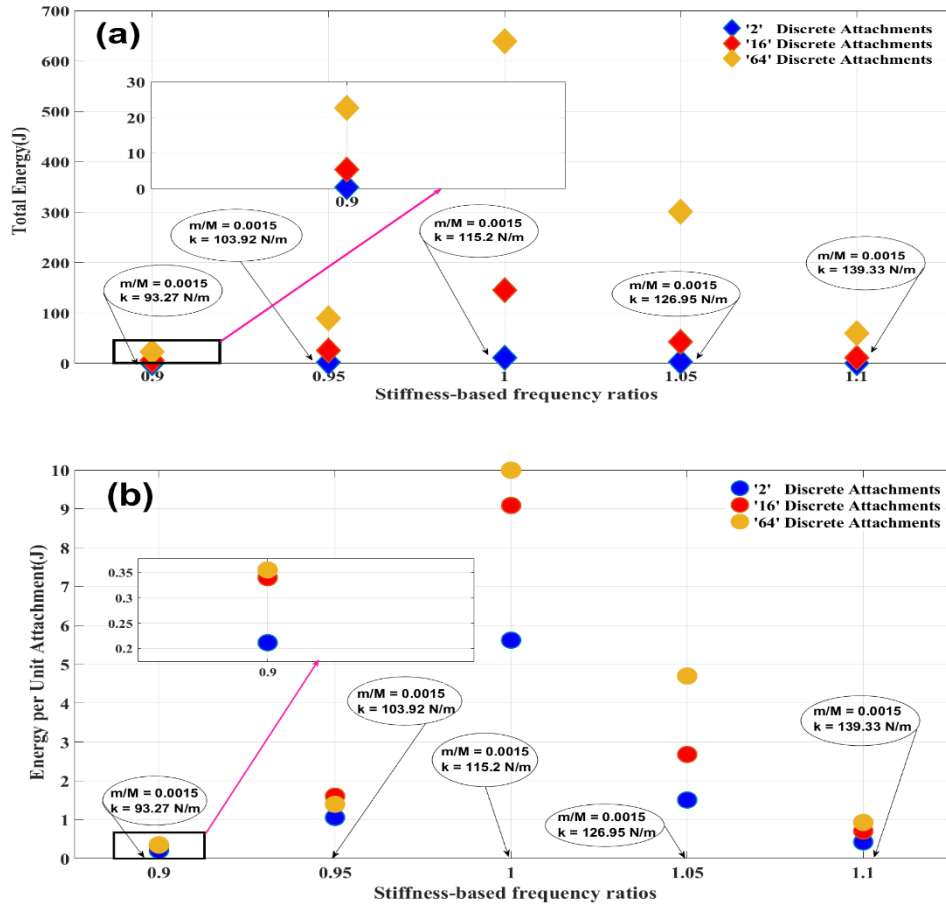 (a)
700
600
500
400
300
200
100
0
Total Energy(J)
'2' Discrete Attachments
'16' Discrete Attachments
'64' Discrete Attachments
30
20
10
0
0.9
m/M = 0.0015
k = 93.27 N/m
m/M = 0.0015
k = 103.92 N/m
m/M = 0.0015
k = 115.2 N/m
m/M = 0.0015
k = 126.95 N/m
m/M = 0.0015
k = 139.33 N/m
0.9
0.95
1
1.05
1.1
Stiffness-based frequency ratios
(b)
10
9
8
7
6
5
4
3
2
1
0
Energy per Unit Attachment(J)
'2' Discrete Attachments
'16' Discrete Attachments
'64' Discrete Attachments
0.35
0.3
0.25
0.2
0.9
m/M = 0.0015
k = 93.27 N/m
m/M = 0.0015
k = 103.92 N/m
m/M = 0.0015
k = 115.2 N/m
m/M = 0.0015
k = 126.95 N/m
m/M = 0.0015
k = 139.33 N/m
0.9
0.95
1
1.05
1.1
Stiffness-based frequency ratios